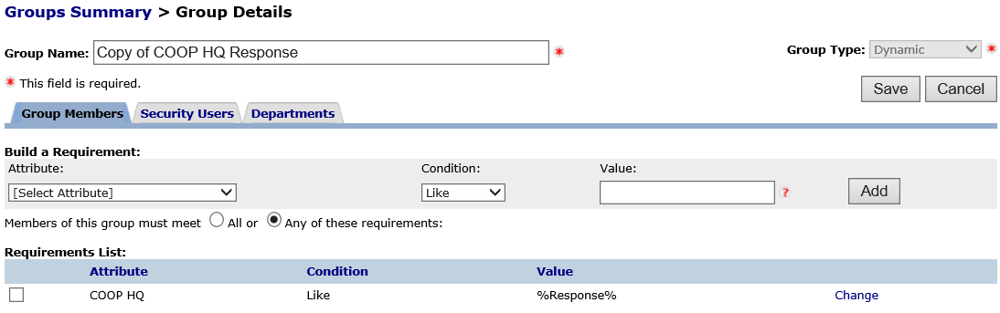 Groups Summary > Group Details
Group Name: Copy of COOP HQ Response * Group Type: Dynamic *
* This field is required.
Save Cancel
Group Members Security Users Departments
Build a Requirement:
Attribute: Condition: Value:
[Select Attribute] Like ? Add
Members of this group must meet All or Any of these requirements:
Requirements List:
Attribute Condition Value
COOP HQ Like %Response% Change